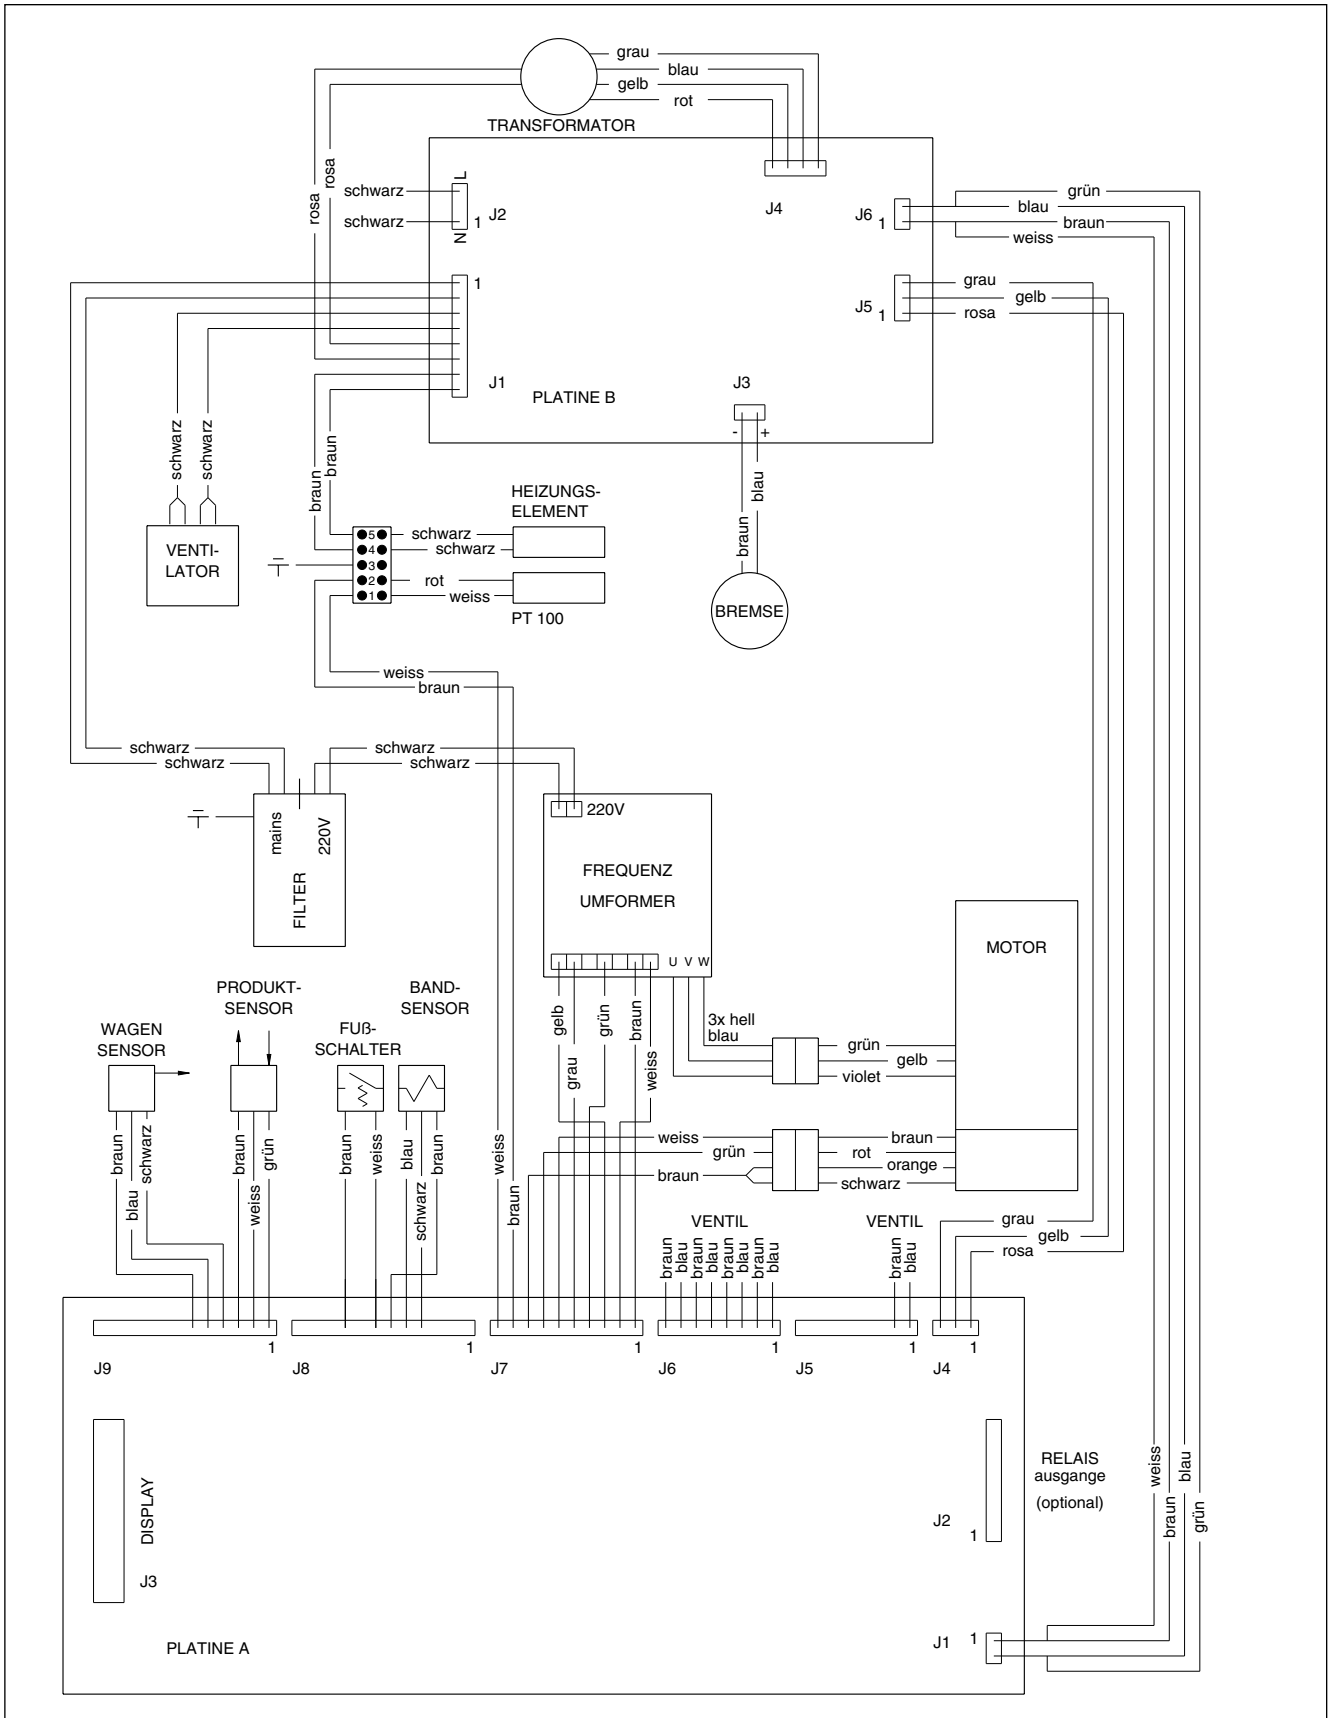 grau
blau
gelb
rot
TRANSFORMATOR
rosa
rosa
schwarz
schwarz
L
N
1
J2
J4
J6
1
grün
blau
braun
weiss
J5
1
grau
gelb
rosa
1
J1
PLATINE B
J3
-
+
schwarz
schwarz
VENTI-
LATOR
braun
braun
HEIZUNGS-
ELEMENT
5
4
3
2
1
schwarz
schwarz
rot
weiss
PT 100
braun
blau
BREMSE
weiss
braun
schwarz
schwarz
schwarz
schwarz
mains
220V
FILTER
220V
FREQUENZ
UMFORMER
U V W
MOTOR
WAGEN
SENSOR
PRODUKT-
SENSOR
FUß-
SCHALTER
BAND-
SENSOR
gelb
grau
grün
braun
weiss
3x hell
blau
grün
gelb
violet
braun
blau
schwarz
braun
weiss
grün
braun
weiss
blau
schwarz
braun
weiss
braun
weiss
grün
braun
braun
rot
orange
schwarz
VENTIL
braun
blau
braun
blau
braun
blau
braun
blau
VENTIL
braun
blau
grau
gelb
rosa
1
J9
1
J8
1
J7
1
J6
1
J5
1
J4
DISPLAY
J3
PLATINE A
J2
1
RELAIS
ausgange
(optional)
J1
1
weiss
braun
blau
grün